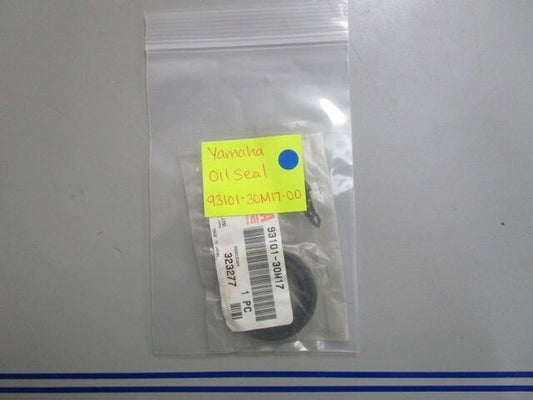 Yamaha
Oil Seal
93101-30M17-00
93101-30M17
1 PC
323277